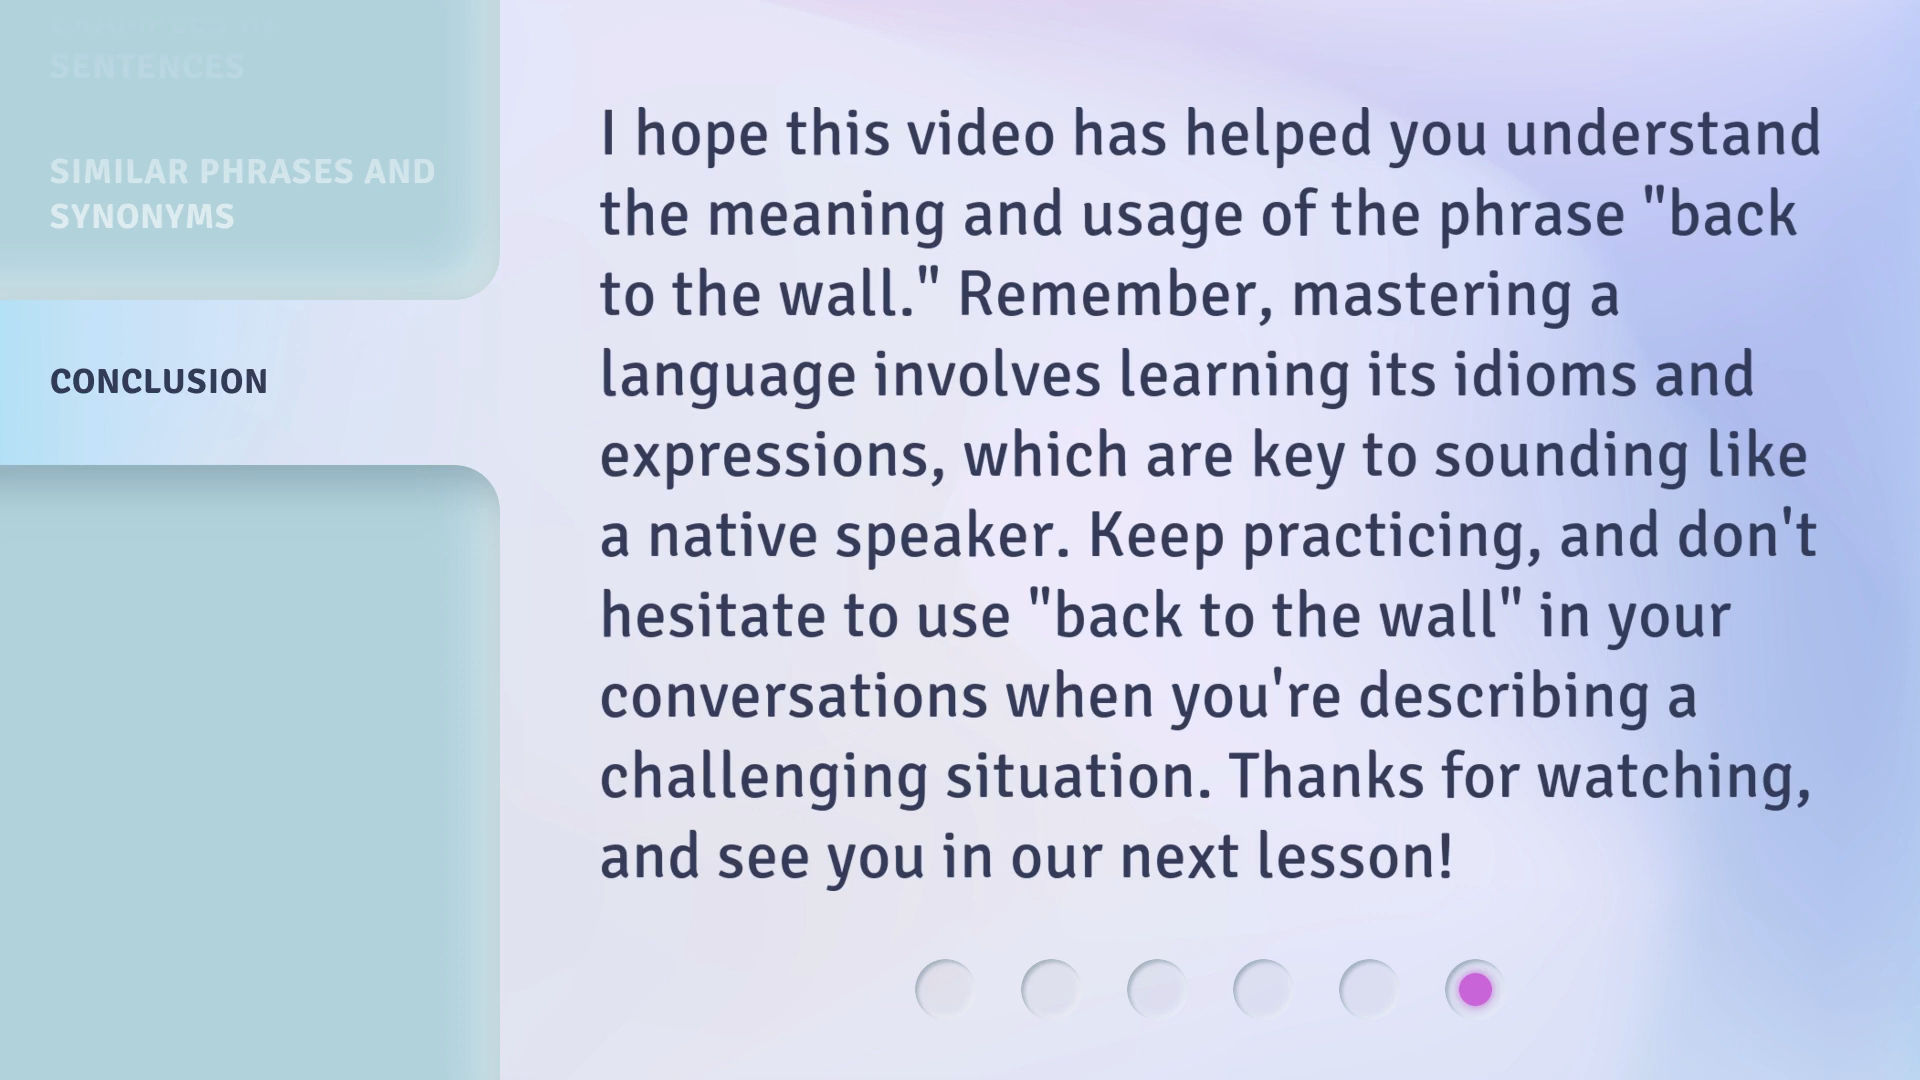 SENTENCES
SIMILAR PHRASES AND
SYNONYMS
CONCLUSION
I hope this video has helped you understand
the meaning and usage of the phrase "back
to the wall." Remember, mastering a
language involves learning its idioms and
expressions, which are key to sounding like
a native speaker. Keep practicing, and don't
hesitate to use "back to the wall" in your
conversations when you're describing a
challenging situation. Thanks for watching,
and see you in our next lesson!